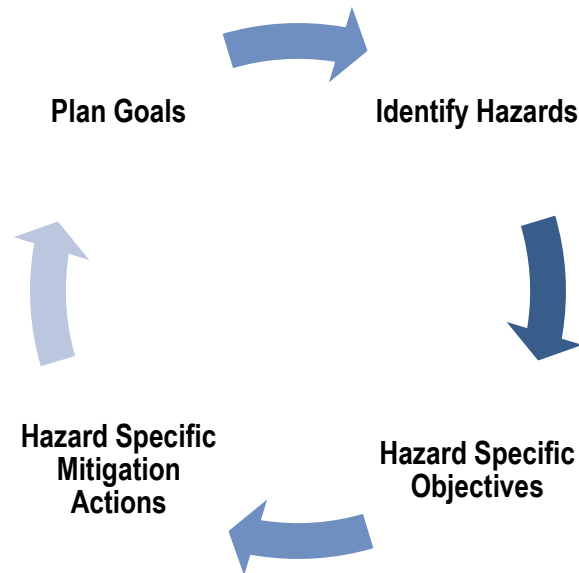 Plan Goals
Identify Hazards
Hazard Specific
Objectives
Hazard Specific
Mitigation
Actions